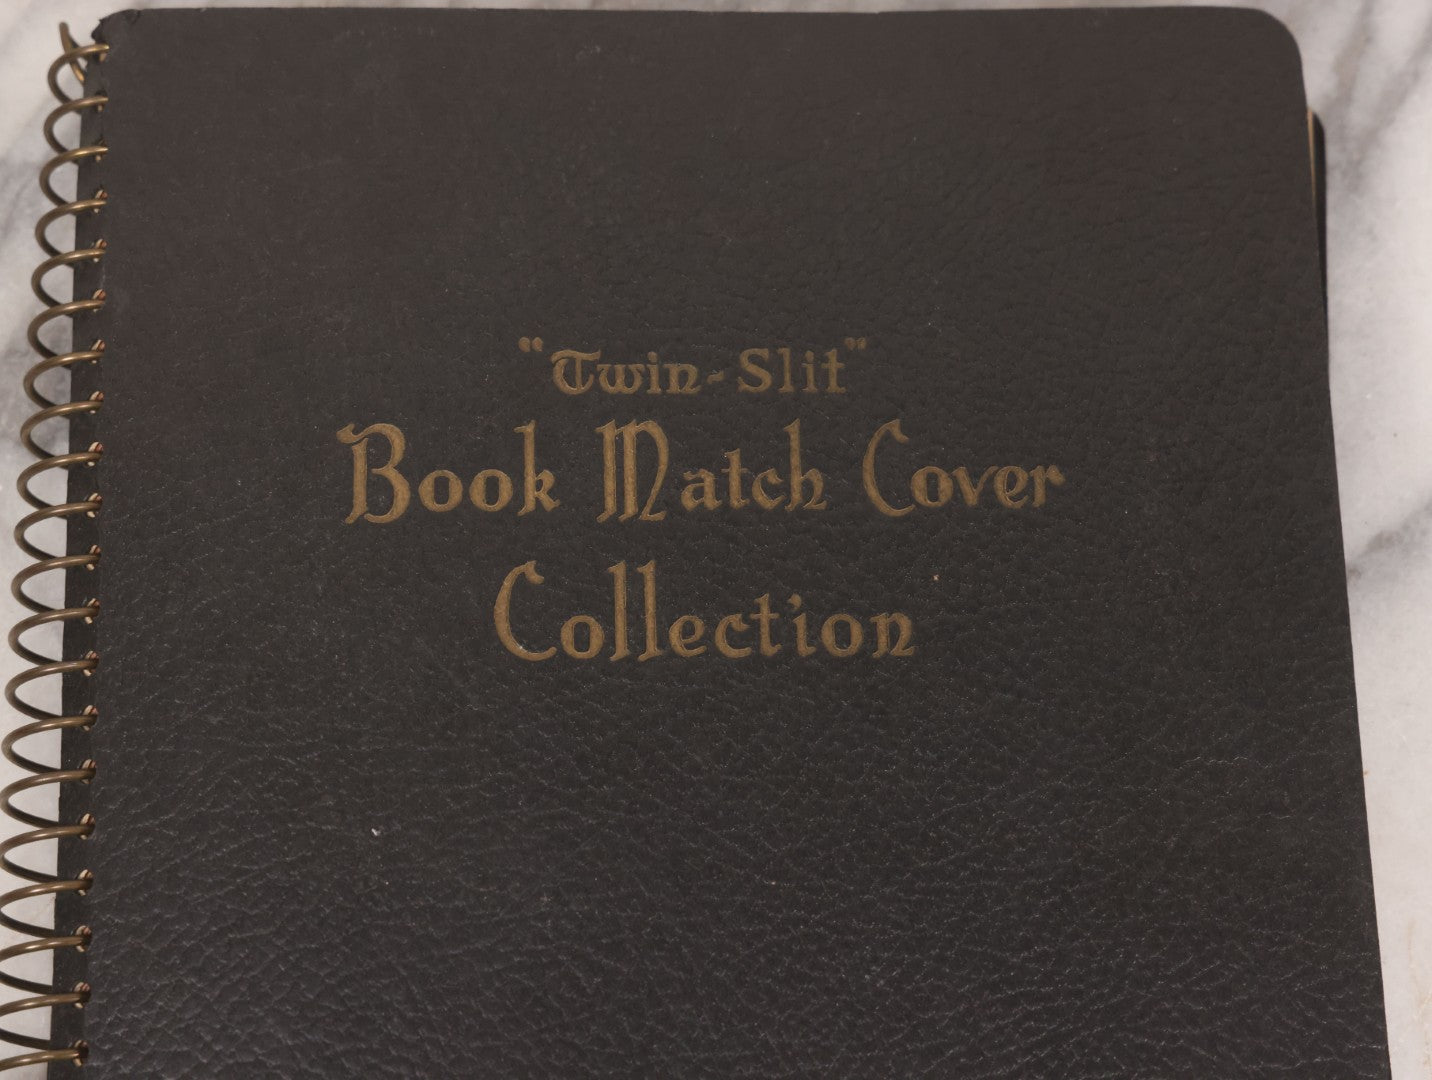 "Twin-Slit"
Book Match Cover
Collection